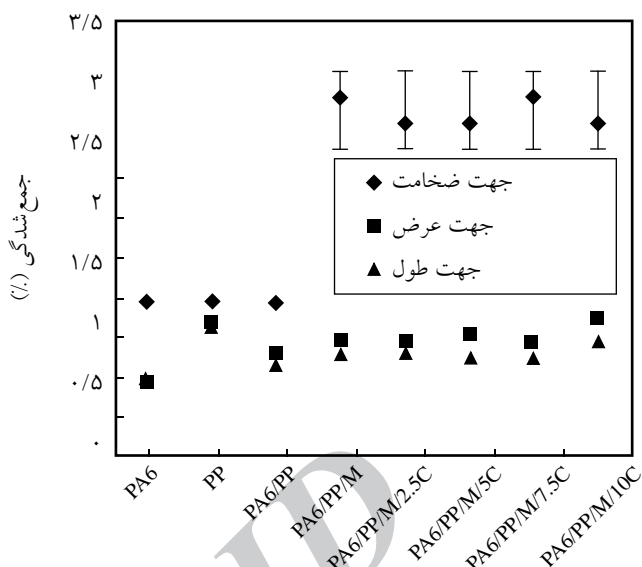 ۳/۵
۳
۲/۵
۲
۱/۵
۱
۰/۵
۰
جمع‌شدگی (٪)
جهت ضخامت
جهت عرض
جهت طول
PA6
PP
PA6/PP
PA6/PP/M
PA6/PP/M/2.5C
PA6/PP/M/5C
PA6/PP/M/7.5C
PA6/PP/M/10C